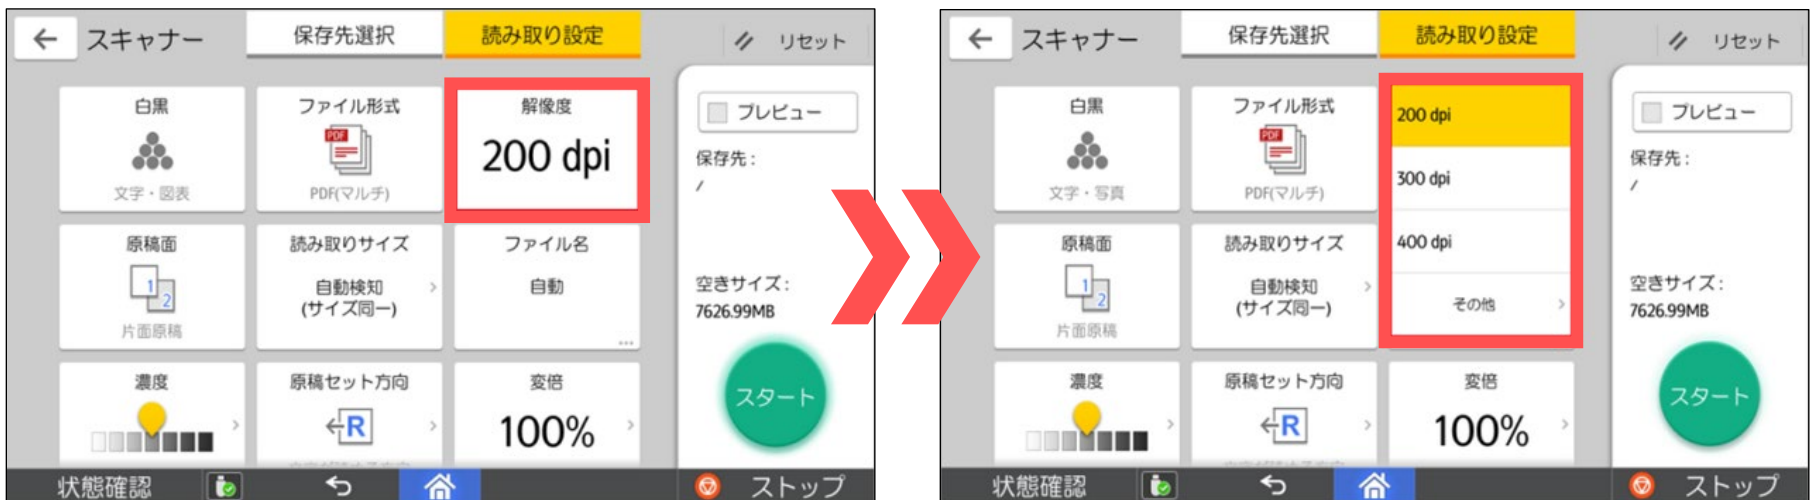 スキャナー
保存先選択
読み取り設定
リセット
白黒
文字・図表
ファイル形式
PDF
PDF(マルチ)
解像度
200 dpi
プレビュー
保存先:
/
原稿面
1
2
片面原稿
読み取りサイズ
自動検知
(サイズ同一)
ファイル名
自動
...
空きサイズ:
7626.99MB
濃度
原稿セット方向
R
変倍
100%
スタート
状態確認
ストップ
スキャナー
保存先選択
読み取り設定
リセット
白黒
文字・写真
ファイル形式
PDF
PDF(マルチ)
200 dpi
300 dpi
400 dpi
その他
プレビュー
保存先:
/
原稿面
1
2
片面原稿
読み取りサイズ
自動検知
(サイズ同一)
空きサイズ:
7626.99MB
濃度
原稿セット方向
R
変倍
100%
スタート
状態確認
ストップ